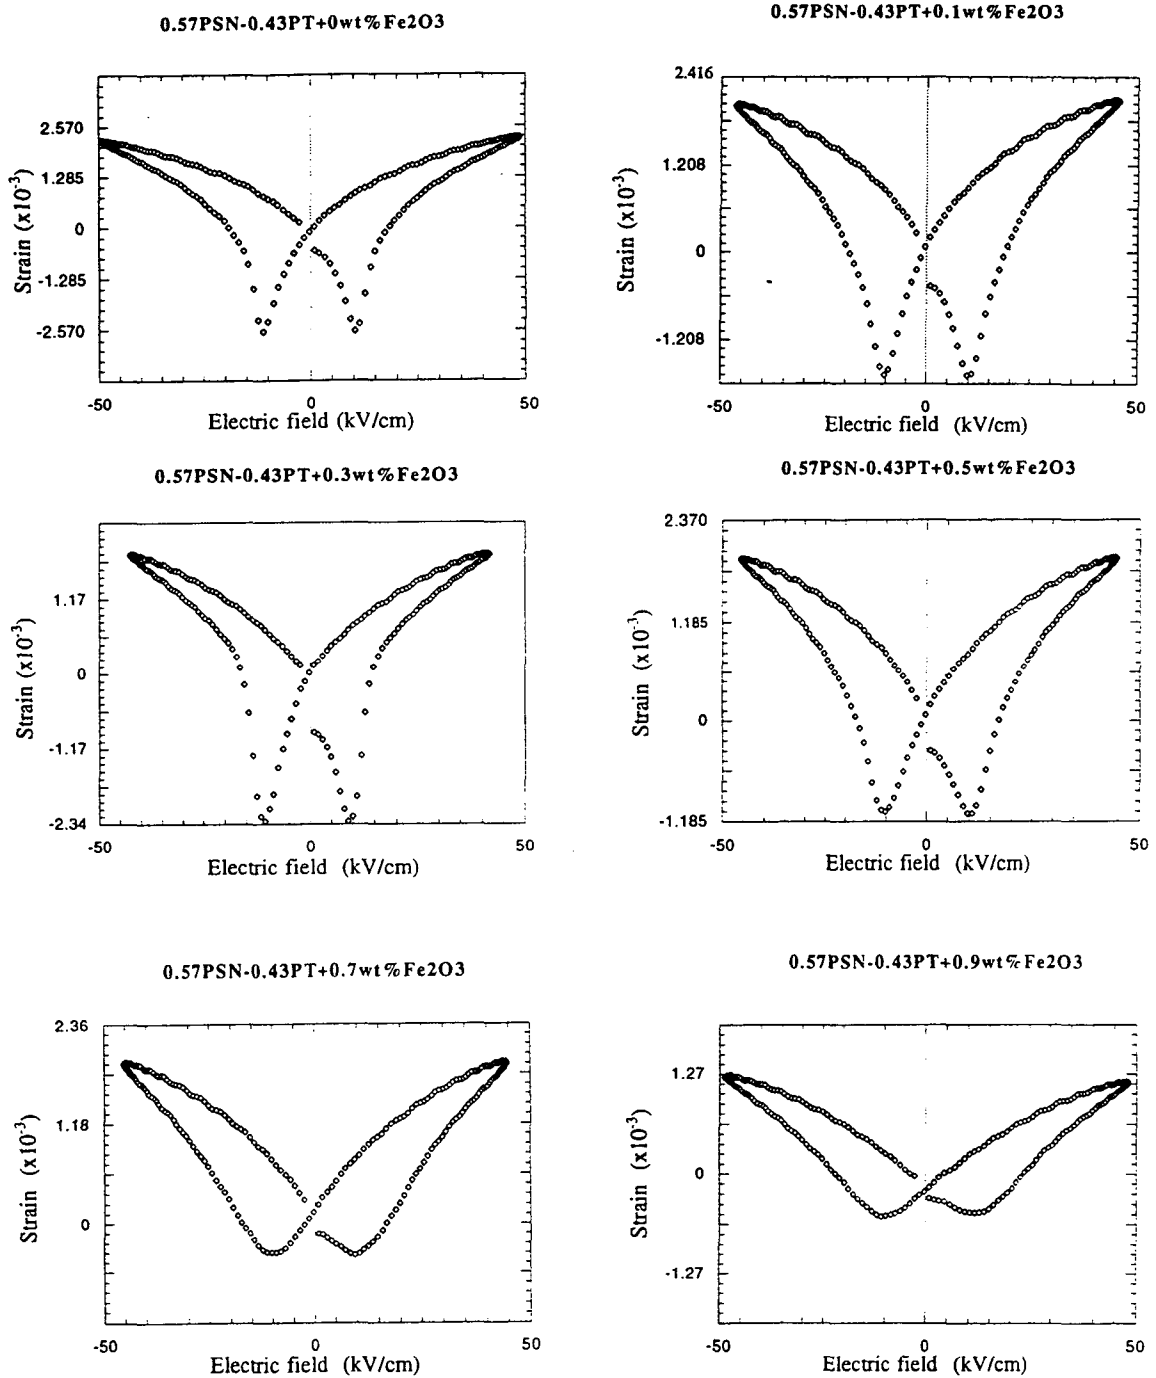 0.57PSN-0.43PT+0wt%Fe2O3
2.570
1.285
0
-1.285
-2.570
Strain (x10-3)
-50
0
50
Electric field (kV/cm)
0.57PSN-0.43PT+0.1wt%Fe2O3
2.416
1.208
0
-1.208
Strain (x10-3)
-50
0
50
Electric field (kV/cm)
0.57PSN-0.43PT+0.3wt%Fe2O3
1.17
0
-1.17
-2.34
Strain (x10-3)
-50
0
50
Electric field (kV/cm)
0.57PSN-0.43PT+0.5wt%Fe2O3
2.370
1.185
0
-1.185
Strain (x10-3)
-50
0
50
Electric field (kV/cm)
0.57PSN-0.43PT+0.7wt%Fe2O3
2.36
1.18
0
Strain (x10-3)
-50
0
50
Electric field (kV/cm)
0.57PSN-0.43PT+0.9wt%Fe2O3
1.27
0
-1.27
Strain (x10-3)
-50
0
50
Electric field (kV/cm)